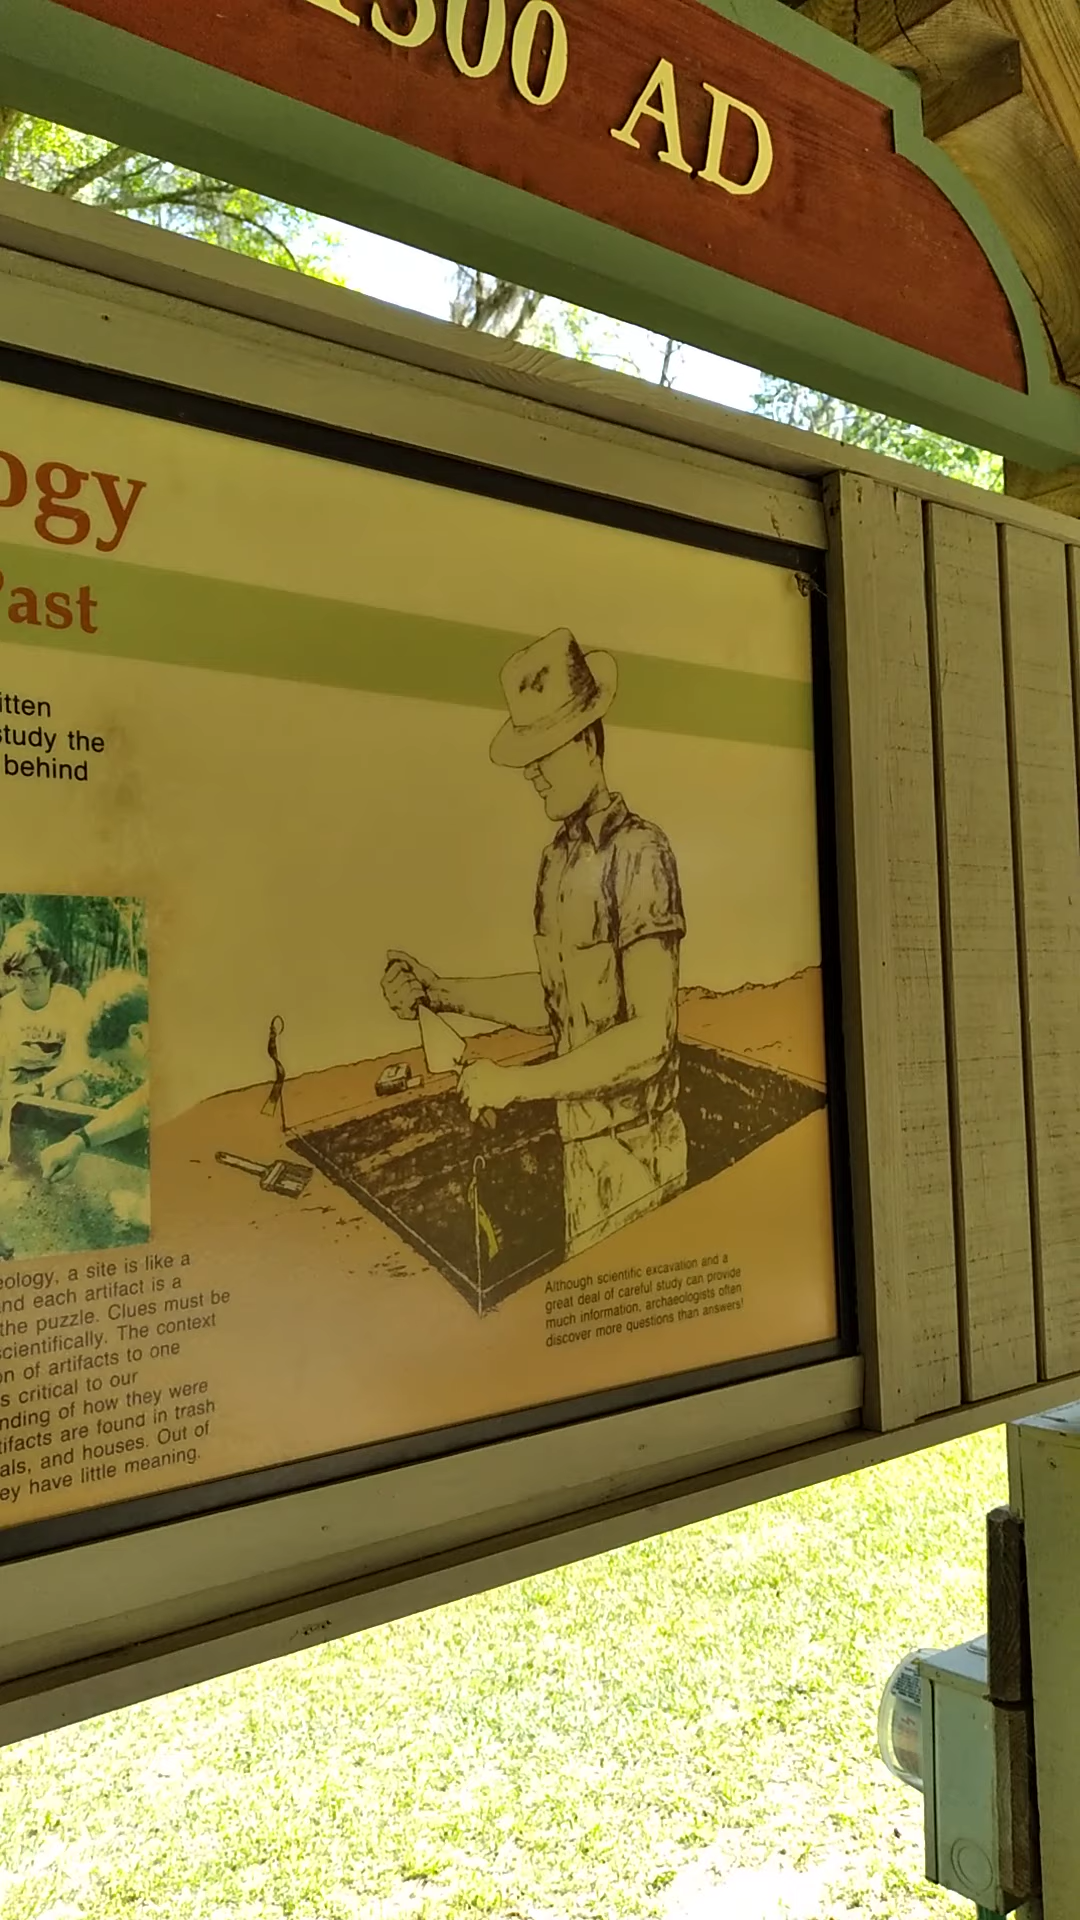 1300 AD
ogy
Past
itten
study the
behind
eology, a site is like a
nd each artifact is a
the puzzle. Clues must be
scientifically. The context
on of artifacts to one
s critical to our
nding of how they were
tifacts are found in trash
als, and houses. Out of
ey have little meaning.
Although scientific excavation and a
great deal of careful study can provide
much information, archaeologists often
discover more questions than answers!